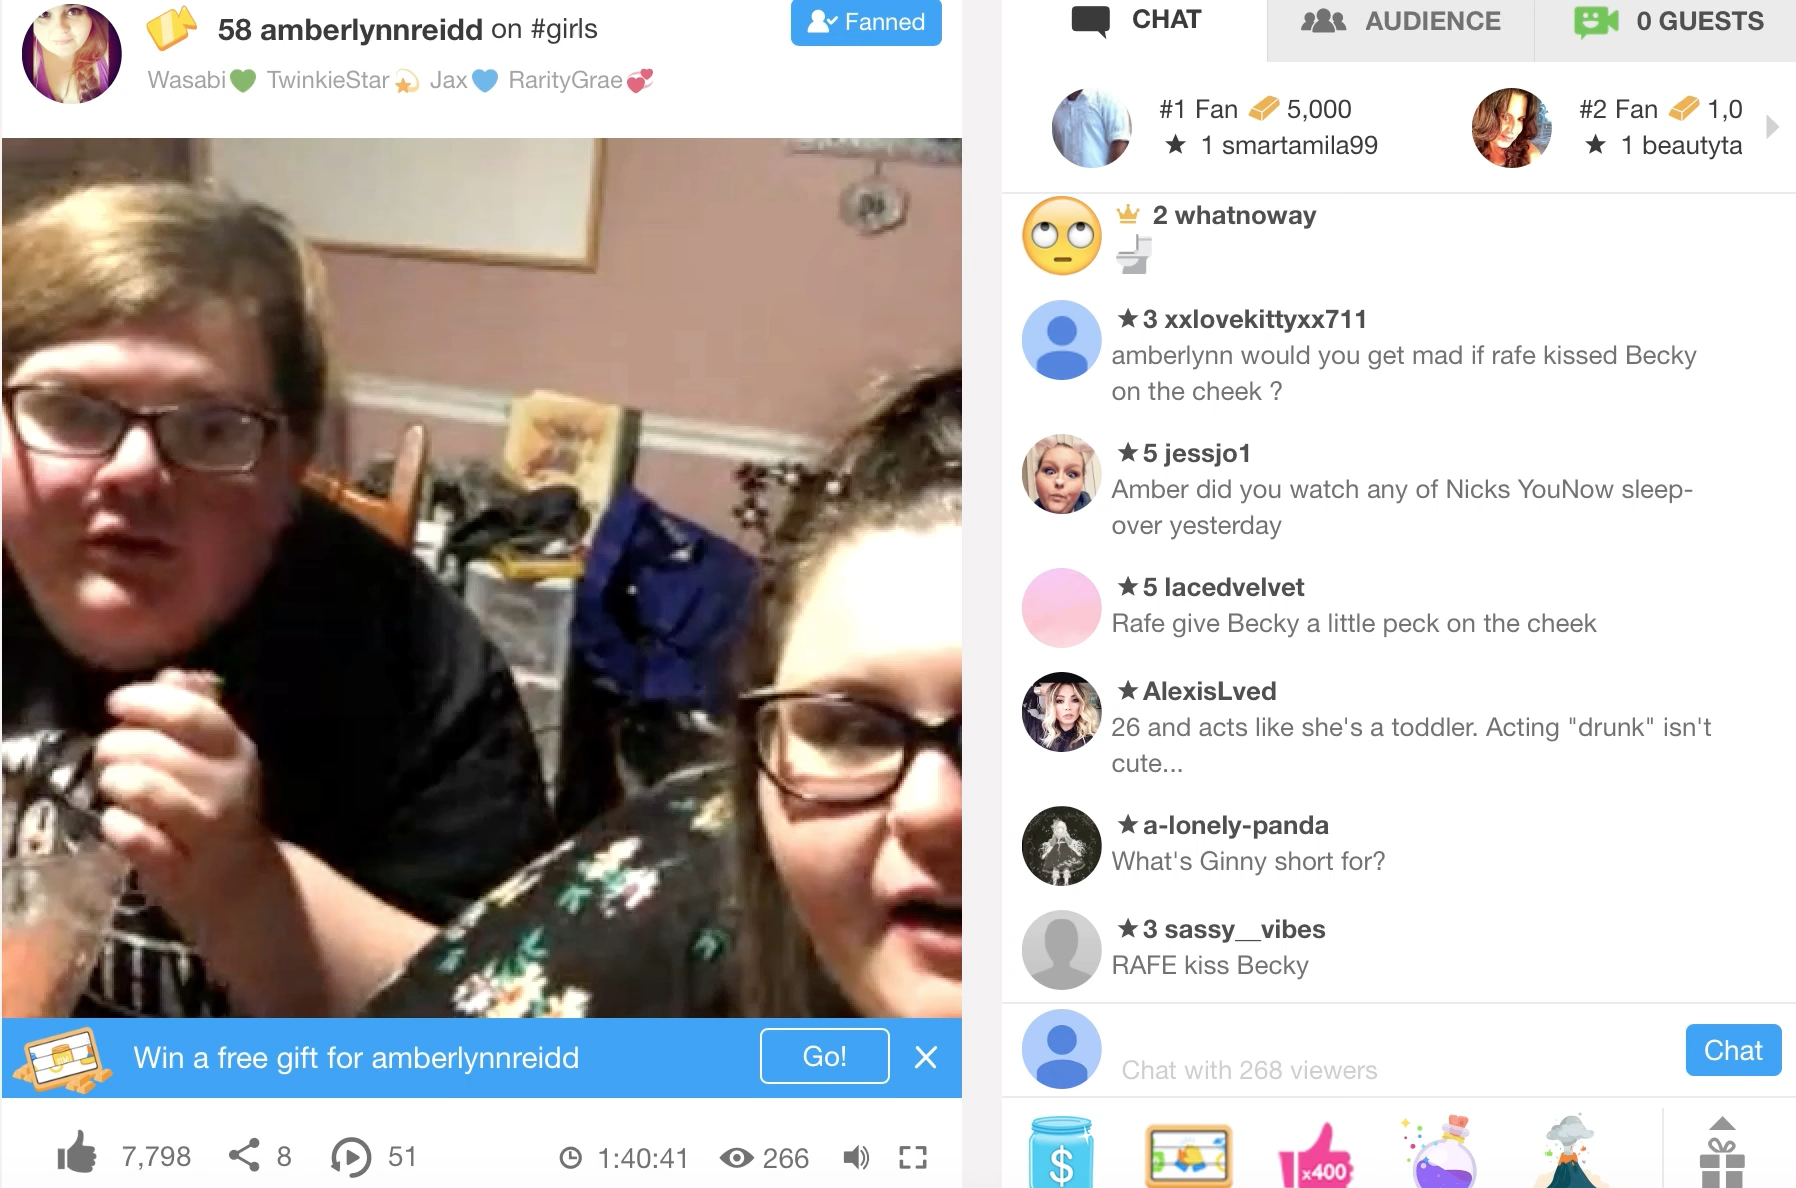 58 amberlynnreidd on #girls
Fanned
Wasabi💚 TwinkieStar💫 Jax💙 RarityGrae💞
CHAT
AUDIENCE
0 GUESTS
#1 Fan 5,000
★ 1 smartamila99
#2 Fan 1,0
★ 1 beautyta
2 whatnoway
🚽
★ 3 xxlovekittyxx711
amberlynn would you get mad if rafe kissed Becky
on the cheek ?
★ 5 jessjo1
Amber did you watch any of Nicks YouNow sleep-
over yesterday
★ 5 lacedvelvet
Rafe give Becky a little peck on the cheek
★ AlexisLved
26 and acts like she's a toddler. Acting "drunk" isn't
cute...
★ a-lonely-panda
What's Ginny short for?
★ 3 sassy__vibes
RAFE kiss Becky
Win a free gift for amberlynnreidd
Go!
Chat with 268 viewers
Chat
7,798
8
51
1:40:41
266
$
x400